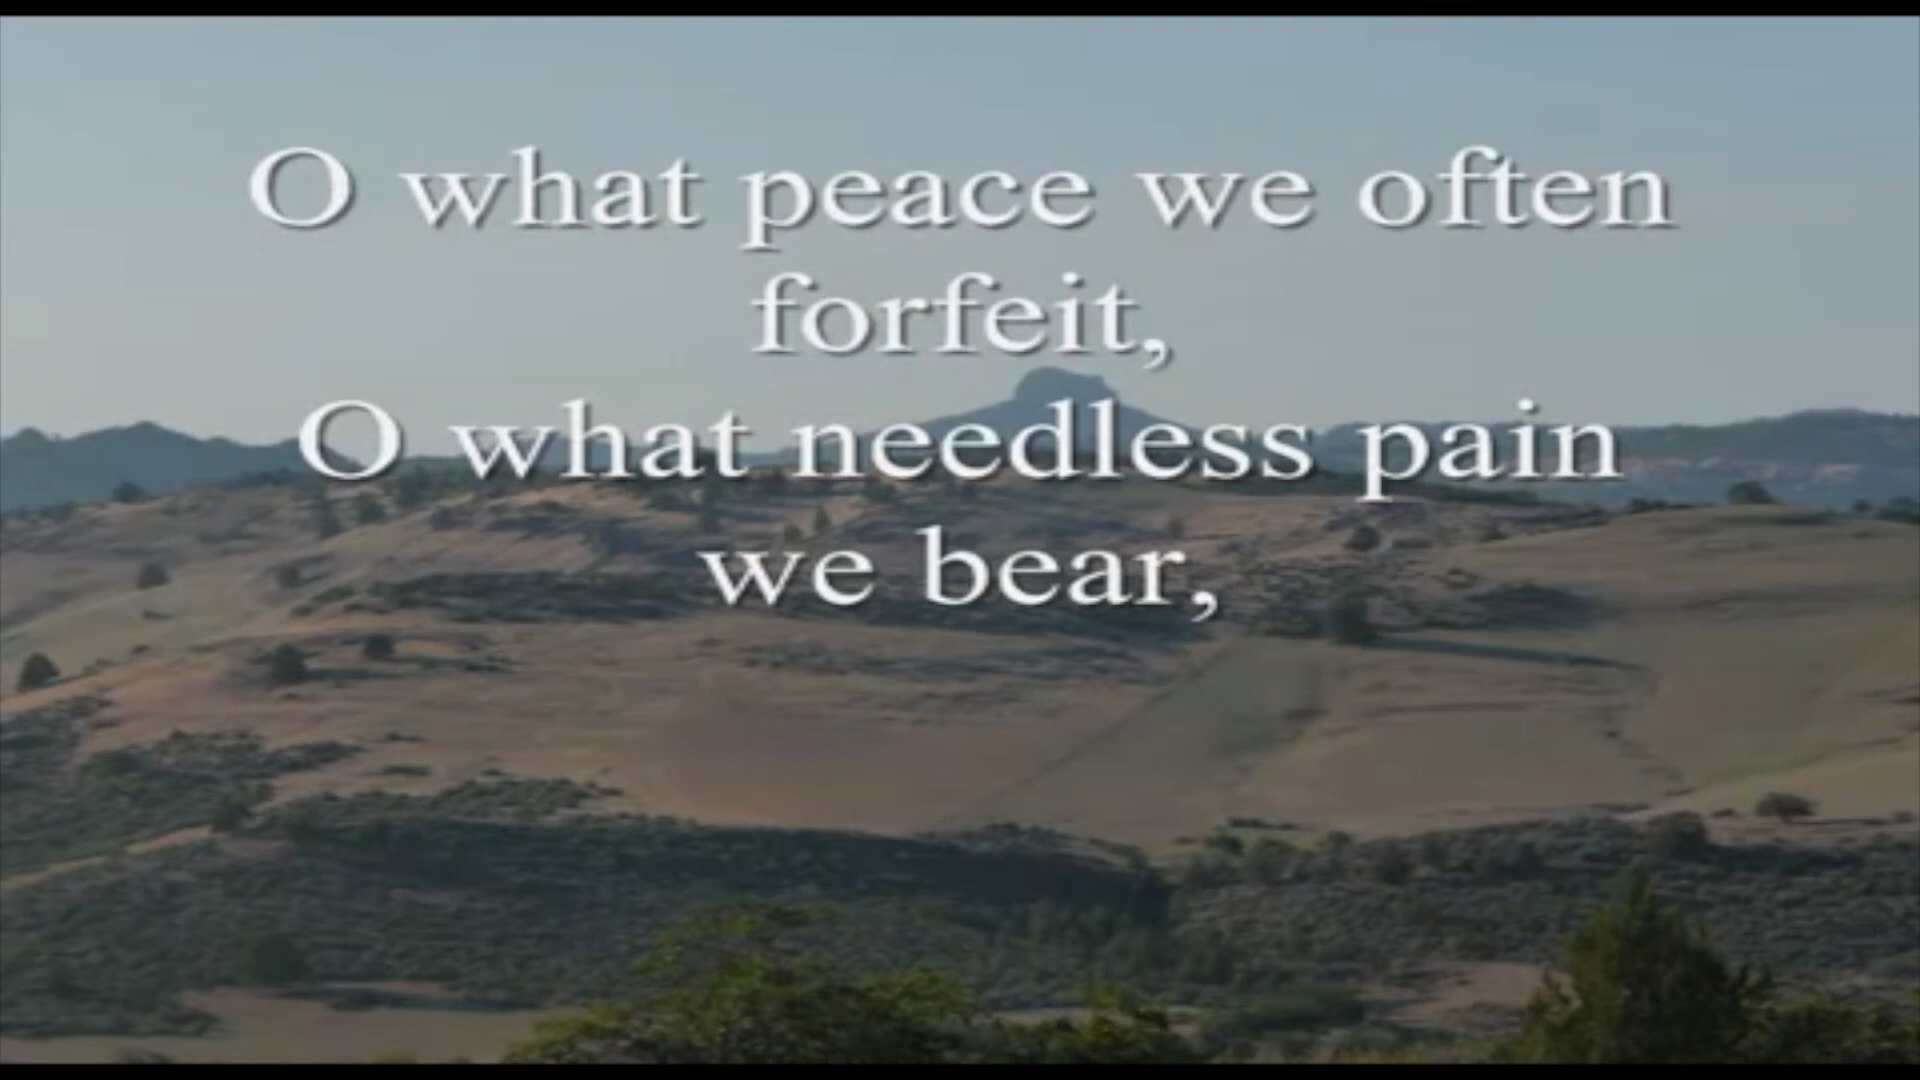 O what peace we often
forfeit,
O what needless pain
we bear,